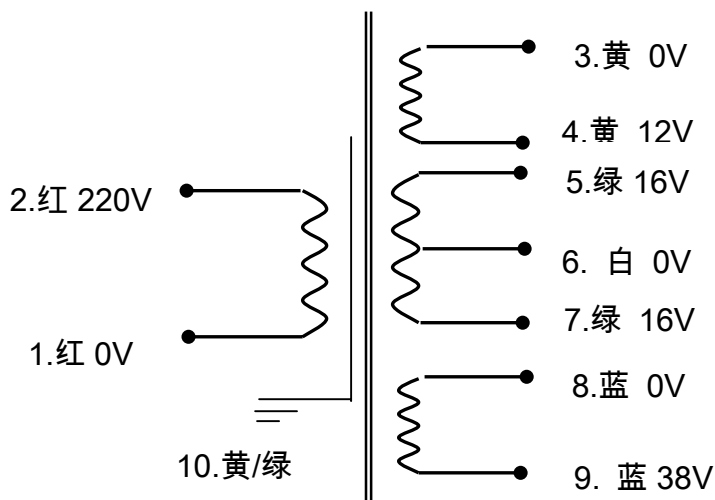 2.红 220V
1.红 0V
10.黄/绿
3.黄 0V
4.黄 12V
5.绿 16V
6. 白 0V
7.绿 16V
8.蓝 0V
9. 蓝 38V